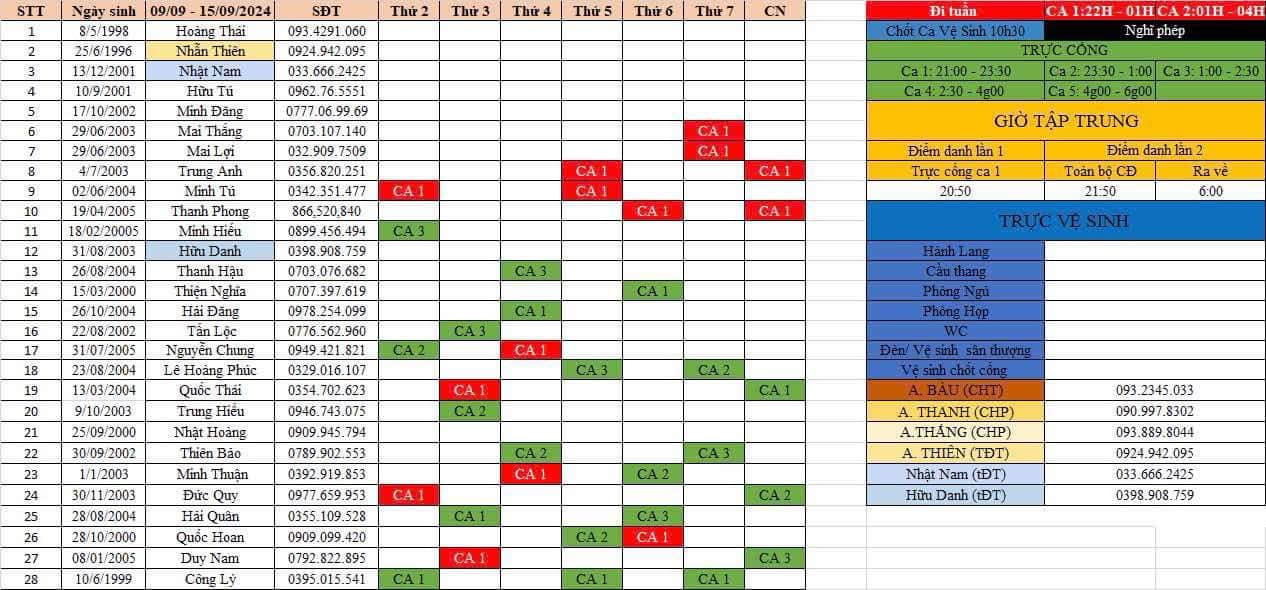 STT Ngày sinh 09/09 - 15/09/2024 SĐT Thứ 2 Thứ 3 Thứ 4 Thứ 5 Thứ 6 Thứ 7 CN
1 8/5/1998 Hoàng Thái 093.4291.060
2 25/6/1996 Nhẫn Thiên 0924.942.095
3 13/12/2001 Nhật Nam 033.666.2425
4 10/9/2001 Hữu Tú 0962.76.5551
5 17/10/2002 Minh Đăng 0777.06.99.69
6 29/06/2003 Mai Thắng 0703.107.140 CA 1
7 29/06/2003 Mai Lợi 032.909.7509 CA 1
8 4/7/2003 Trung Anh 0356.820.251 CA 1 CA 1
9 02/06/2004 Minh Tú 0342.351.477 CA 1 CA 1
10 19/04/2005 Thanh Phong 866,520,840 CA 1 CA 1
11 18/02/20005 Minh Hiếu 0899.456.494 CA 3
12 31/08/2003 Hữu Danh 0398.908.759
13 26/08/2004 Thanh Hậu 0703.076.682 CA 3
14 15/03/2000 Thiện Nghĩa 0707.397.619 CA 1
15 26/10/2004 Hải Đăng 0978.254.099 CA 1
16 22/08/2002 Tấn Lộc 0776.562.960 CA 3
17 31/07/2005 Nguyễn Chung 0949.421.821 CA 2 CA 1
18 23/08/2004 Lê Hoàng Phúc 0329.016.107 CA 3 CA 2
19 13/03/2004 Quốc Thái 0354.702.623 CA 1 CA 1
20 9/10/2003 Trung Hiếu 0946.743.075 CA 2
21 25/09/2000 Nhật Hoàng 0909.945.794
22 30/09/2002 Thiên Bảo 0789.902.553 CA 2 CA 3
23 1/1/2003 Minh Thuận 0392.919.853 CA 1 CA 2
24 30/11/2003 Đức Quy 0977.659.953 CA 1 CA 2
25 28/08/2004 Hải Quân 0355.109.528 CA 1 CA 3
26 28/10/2000 Quốc Hoan 0909.099.420 CA 2 CA 1
27 08/01/2005 Duy Nam 0792.822.895 CA 1 CA 3
28 10/6/1999 Công Lý 0395.015.541 CA 1 CA 1 CA 1
Đi tuần CA 1:22H - 01H CA 2:01H - 04H
Chốt Ca Vệ Sinh 10h30 Nghĩ phép
TRỰC CỔNG
Ca 1: 21:00 - 23:30 Ca 2: 23:30 - 1:00 Ca 3: 1:00 - 2:30
Ca 4: 2:30 - 4g00 Ca 5: 4g00 - 6g00
GIỜ TẬP TRUNG
Điểm danh lần 1 Điểm danh lần 2
Trực cổng ca 1 Toàn bộ CĐ Ra về
20:50 21:50 6:00
TRỰC VỆ SINH
Hành Lang
Cầu thang
Phòng Ngủ
Phòng Họp
WC
Đèn/ Vệ sinh sân thượng
Vệ sinh chốt cổng
A. BÀU (CHT) 093.2345.033
A. THANH (CHP) 090.997.8302
A.THẮNG (CHP) 093.889.8044
A. THIÊN (TĐT) 0924.942.095
Nhật Nam (tĐT) 033.666.2425
Hữu Danh (tĐT) 0398.908.759